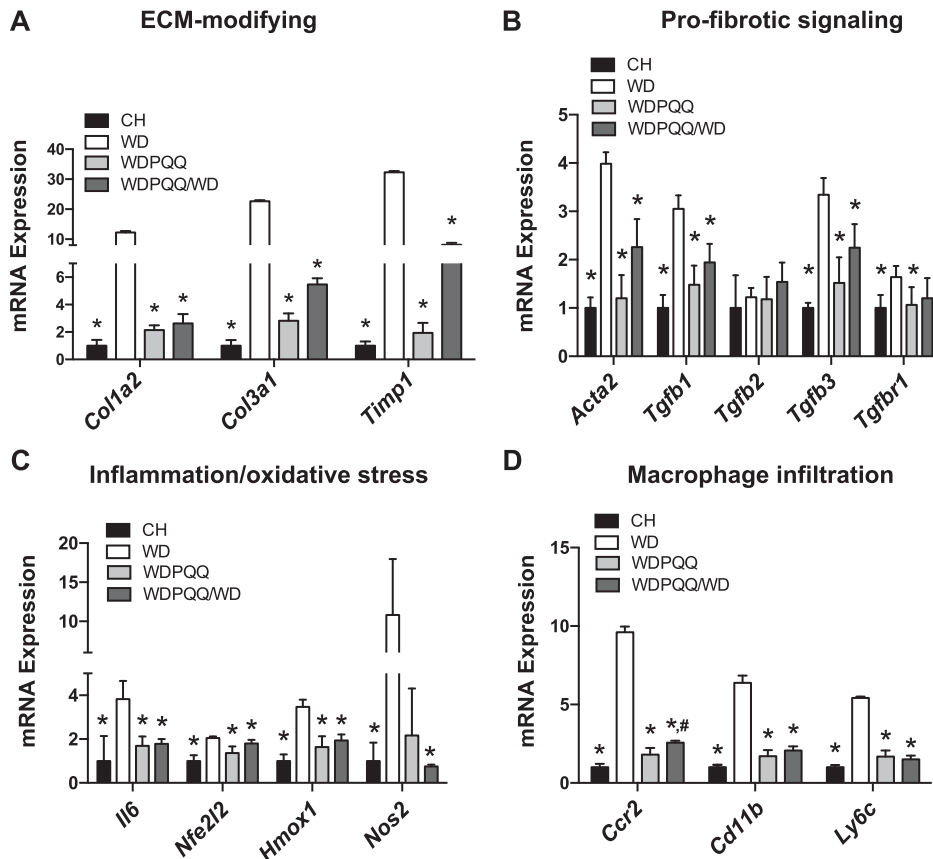 A ECM-modifying
CH
WD
WDPQQ
WDPQQ/WD
mRNA Expression
40
30
20
10
6
4
2
0
* * * * * * * * *
Col1a2 Col3a1 Timp1
B Pro-fibrotic signaling
CH
WD
WDPQQ
WDPQQ/WD
mRNA Expression
5
4
3
2
1
0
* * * * * * * * * * *
Acta2 Tgfb1 Tgfb2 Tgfb3 Tgfbr1
C Inflammation/oxidative stress
CH
WD
WDPQQ
WDPQQ/WD
mRNA Expression
20
15
10
4
2
0
* * * * * * * * * * *
Il6 Nfe2l2 Hmox1 Nos2
D Macrophage infiltration
CH
WD
WDPQQ
WDPQQ/WD
mRNA Expression
15
10
5
0
* * *,# * * * * * *
Ccr2 Cd11b Ly6c